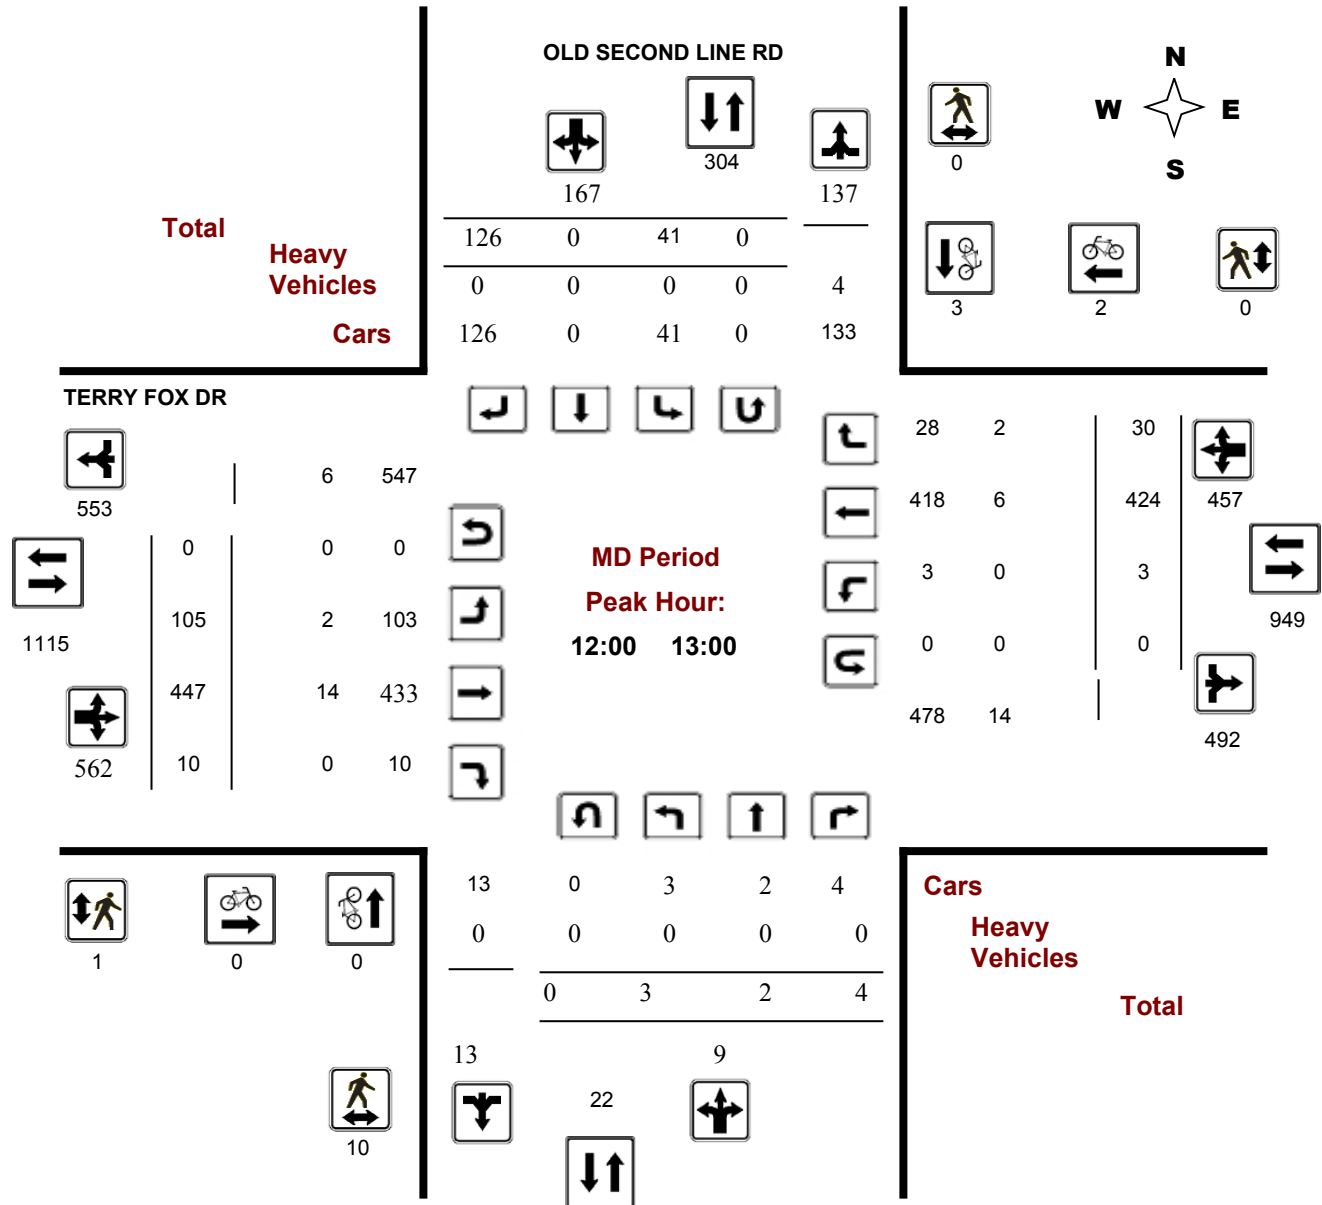 OLD SECOND LINE RD
N
W E
S
304
0
167 137
Total
126 0 41 0
Heavy
Vehicles
0 0 0 0 4
3 2 0
Cars
126 0 41 0 133
TERRY FOX DR
28 2 30
6 547
553
418 6 424 457
0 0 0
MD Period
3 0 3
Peak Hour:
105 2 103
949
1115
12:00 13:00
0 0 0
447 14 433
478 14
492
562 10 0 10
13 0 3 2 4
Cars
0 0 0 0 0
Heavy
Vehicles
1 0 0
0 3 2 4
Total
13 9
22
10